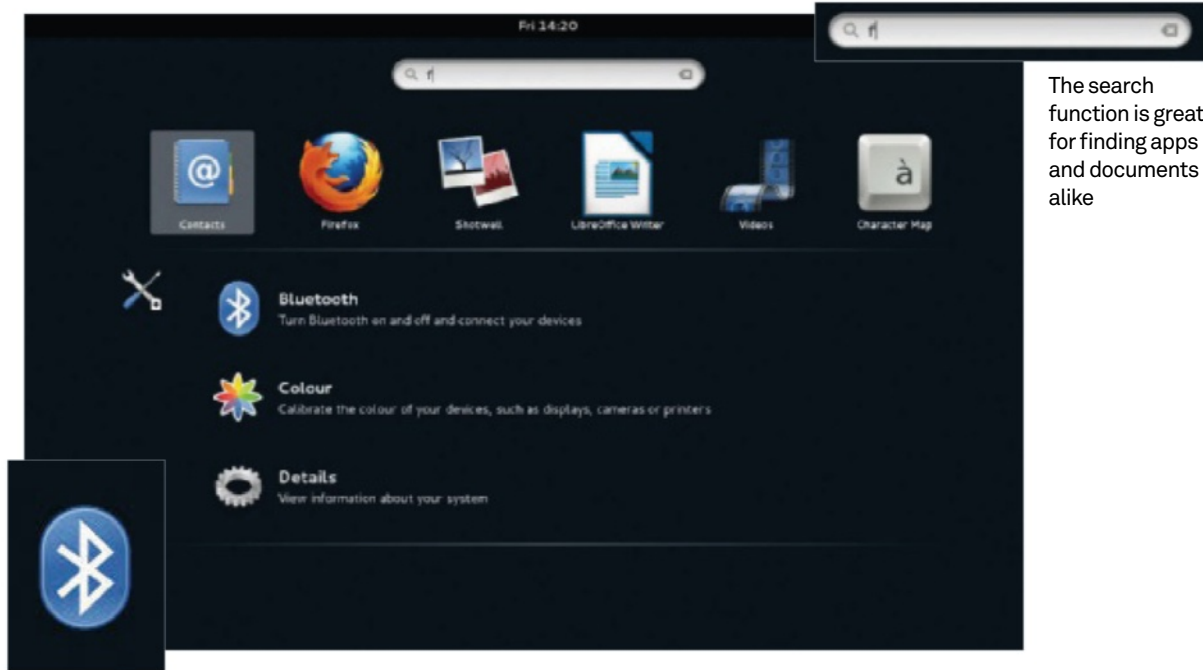 Fri 14:20
f
f
The search
function is great
for finding apps
and documents
alike
@
à
Contacts
Firefox
Shotwell
LibreOffice Writer
Videos
Character Map
Bluetooth
Turn Bluetooth on and off and connect your devices
Colour
Calibrate the colour of your devices, such as displays, cameras or printers
Details
View information about your system